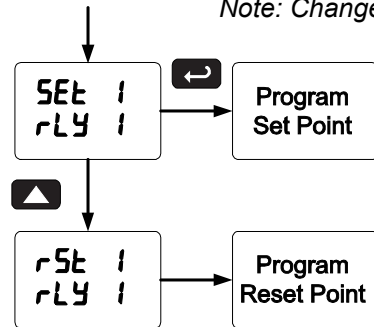 Note: Change
SEt 1
rLY 1
Program
Set Point
rSt 1
rLY 1
Program
Reset Point